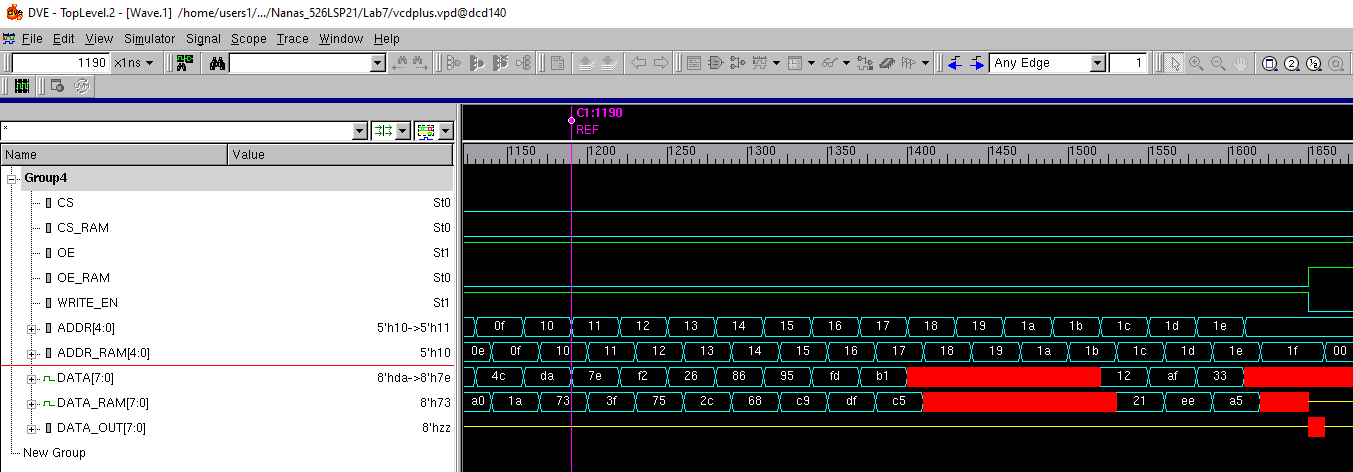 dve DVE - TopLevel.2 - [Wave.1] /home/users1/.../Nanas_526LSP21/Lab7/vcdplus.vpd@dcd140
File Edit View Simulator Signal Scope Trace Window Help
1190 x1ns Any Edge 1
C1:1190
* REF
Name Value 1150 1200 1250 1300 1350 1400 1450 1500 1550 1600 1650
Group4
CS St0
CS_RAM St0
OE St1
OE_RAM St0
WRITE_EN St1
ADDR[4:0] 5'h10->5'h11 0f 10 11 12 13 14 15 16 17 18 19 1a 1b 1c 1d 1e
ADDR_RAM[4:0] 5'h10 0e 0f 10 11 12 13 14 15 16 17 18 19 1a 1b 1c 1d 1e 1f 00
DATA[7:0] 8'hda->8'h7e 4c da 7e f2 26 86 95 fd b1 12 af 33
DATA_RAM[7:0] 8'h73 a0 1a 73 3f 75 2c 68 c9 df c5 21 ee a5
DATA_OUT[7:0] 8'hzz
New Group